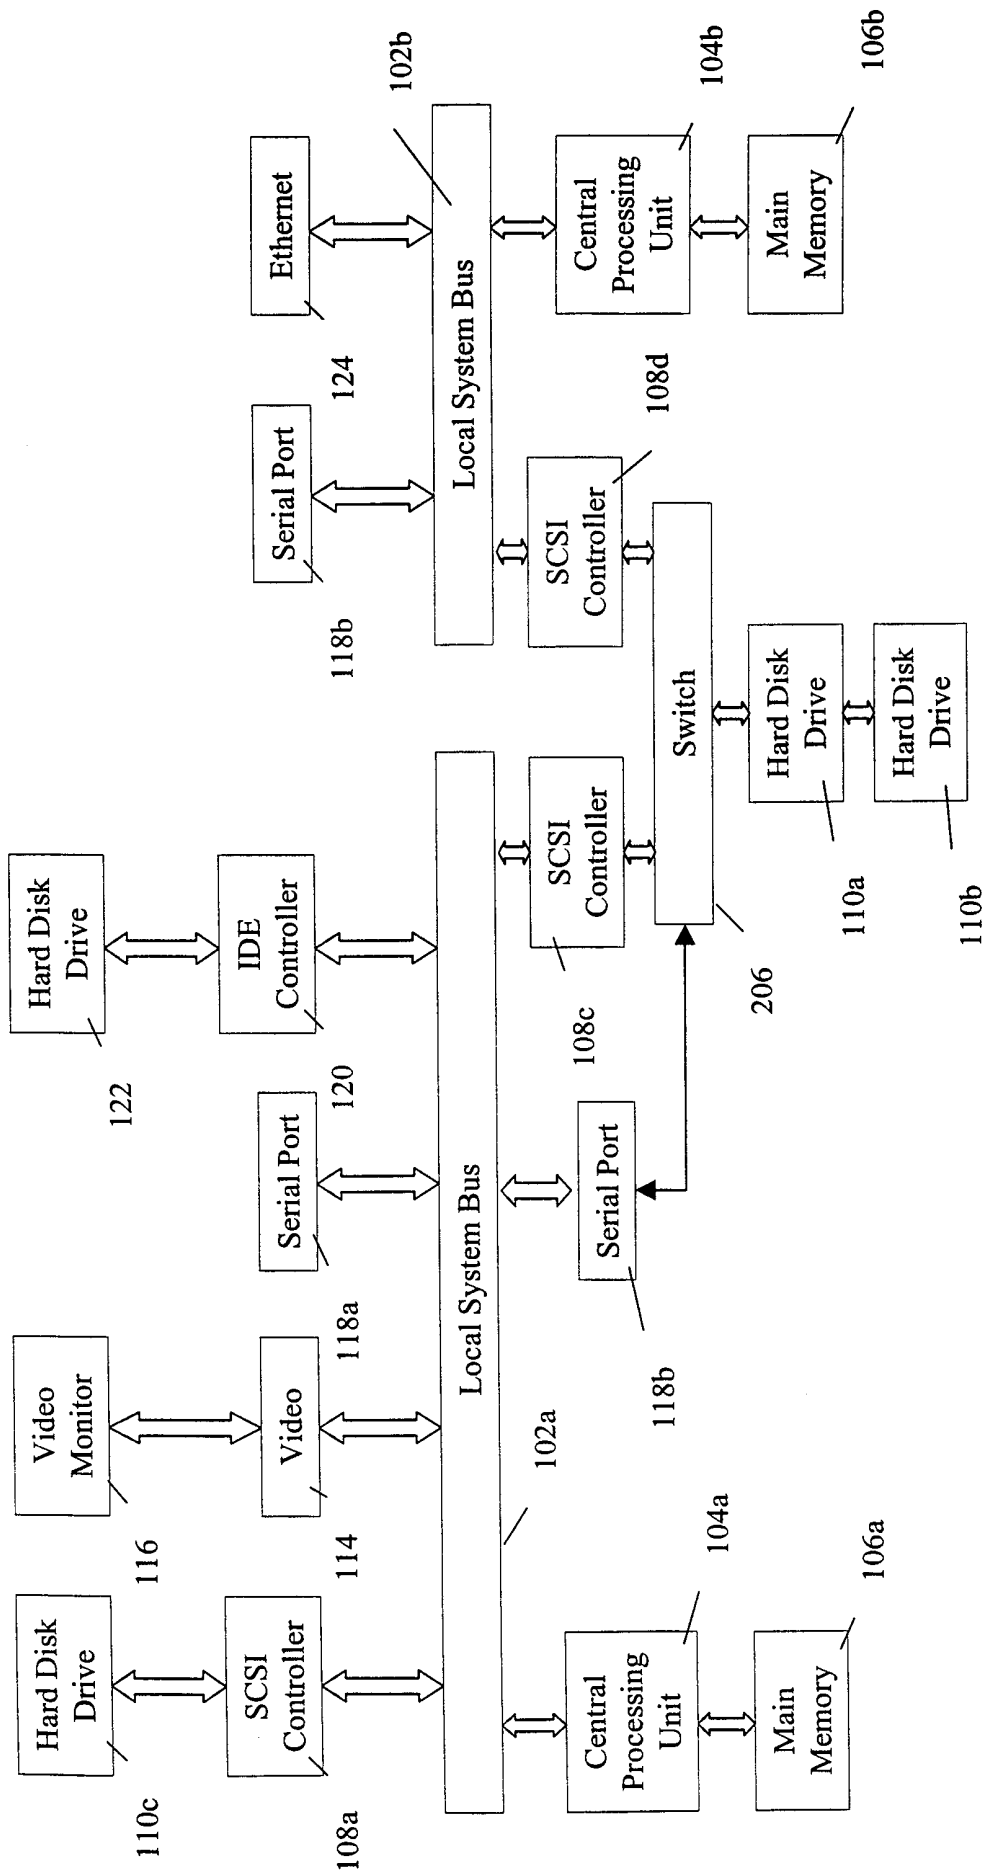 Hard Disk
Drive
110c
Video
Monitor
116
Hard Disk
Drive
122
SCSI
Controller
108a
Video
114
Serial Port
118a
IDE
Controller
120
Serial Port
118b
Ethernet
124
Local System Bus
102a
Local System Bus
102b
Central
Processing
Unit
104a
Serial Port
118b
SCSI
Controller
108c
SCSI
Controller
108d
Central
Processing
Unit
104b
Switch
206
Main
Memory
106a
Hard Disk
Drive
110a
Main
Memory
106b
Hard Disk
Drive
110b